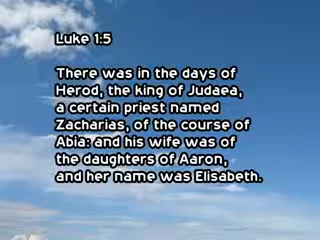 Luke 1:5
There was in the days of
Herod, the king of Judaea,
a certain priest named
Zacharias, of the course of
Abia: and his wife was of
the daughters of Aaron,
and her name was Elisabeth.